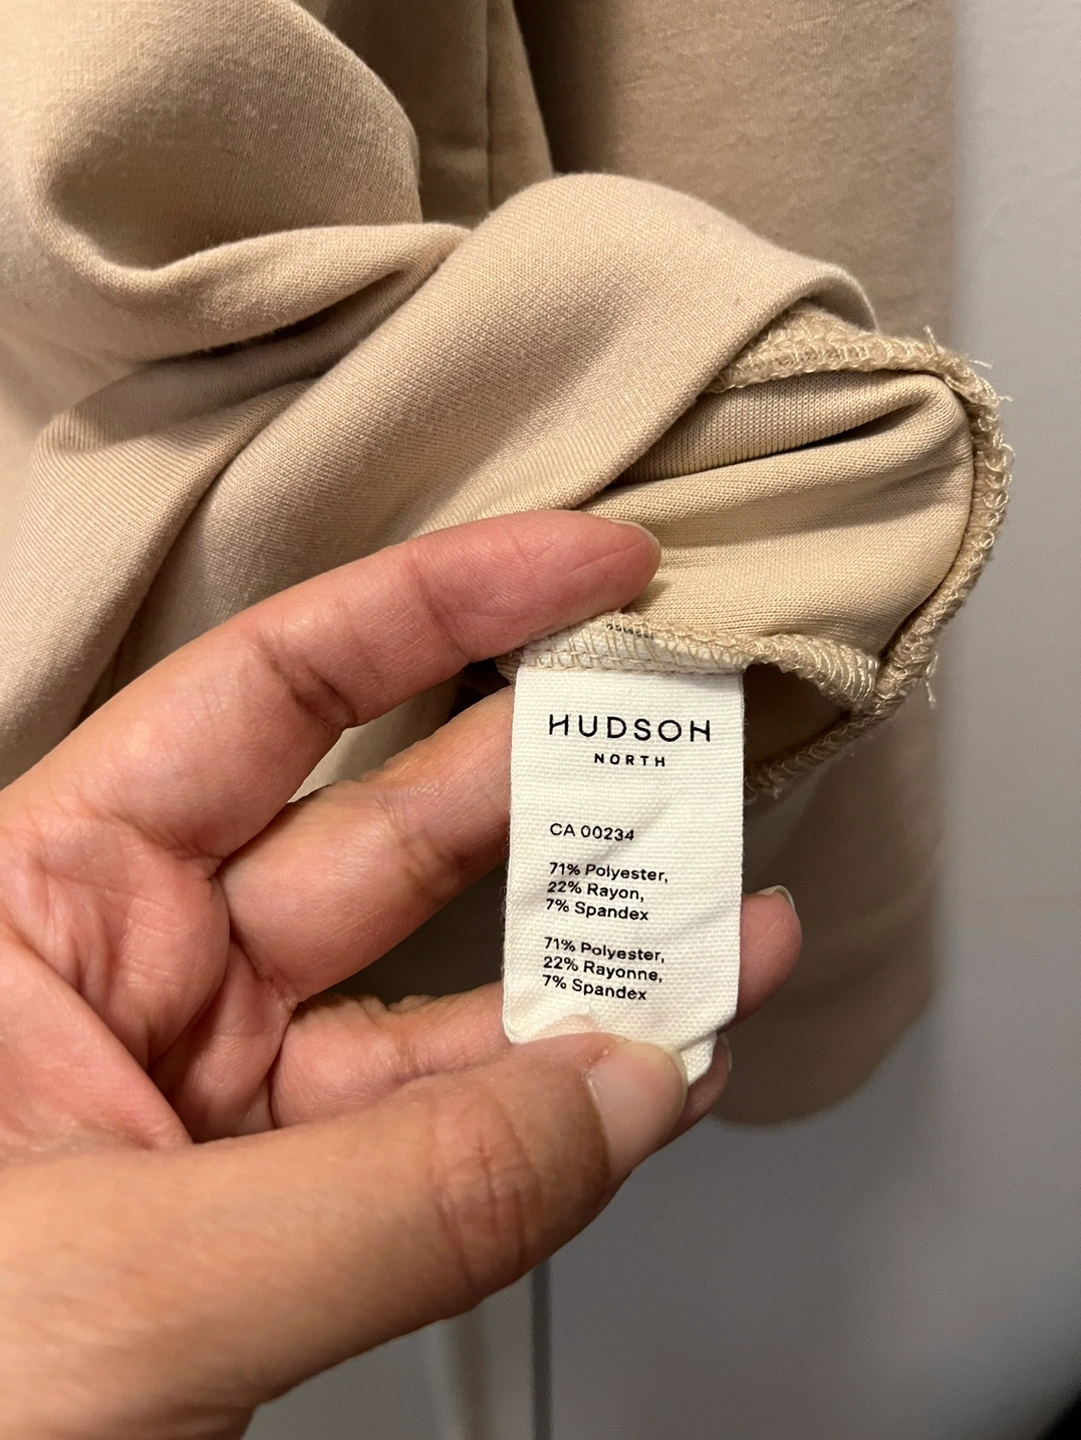 HUDSON
NORTH
CA 00234
71% Polyester,
22% Rayon,
7% Spandex
71% Polyester,
22% Rayonne,
7% Spandex